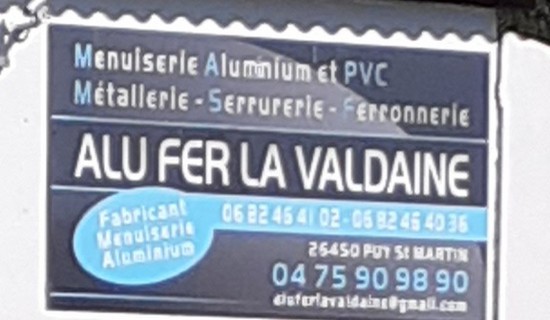 Menuiserie Aluminium et PVC
Métallerie - Serrurerie - Ferronnerie
ALU FER LA VALDAINE
Fabricant
Menuiserie
Aluminium
06 82 46 41 02 - 06 82 46 40 36
26450 PUY St MARTIN
04 75 90 98 90
aluferlavaldaine@gmail.com